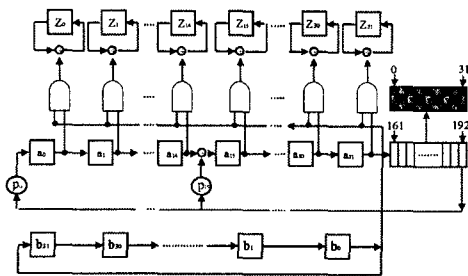 Z₀ Z₁ Z₁₄ Z₁₅ Z₃₀ Z₃₁
0 31
161 192
a₀ a₁ a₁₄ a₁₅ a₃₀ a₃₁
p₀ p₁₅
b₃₁ b₃₀ b₁ b₀